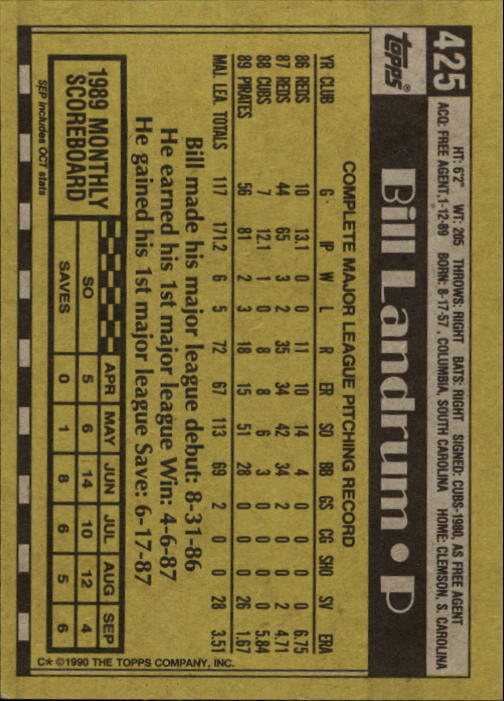 425
HT: 6'2" WT: 205 THROWS: RIGHT BATS: RIGHT SIGNED: CUBS-1980, AS FREE AGENT
ACQ: FREE AGENT, 1-12-89 BORN: 8-17-57, COLUMBIA, SOUTH CAROLINA HOME: CLEMSON, S. CAROLINA
topps®
Bill Landrum • P
COMPLETE MAJOR LEAGUE PITCHING RECORD
YR CLUB G IP W L R ER SO BB GS CG SHO SV ERA
86 REDS 10 13.1 0 0 11 10 14 4 0 0 0 0 6.75
87 REDS 44 65 3 2 35 34 42 34 2 0 0 2 4.71
88 CUBS 7 12.1 1 0 8 8 6 3 0 0 0 0 5.84
89 PIRATES 56 81 2 3 18 15 51 28 0 0 0 26 1.67
MAJ. LEA. TOTALS 117 171.2 6 5 72 67 113 69 2 0 0 28 3.51
Bill made his major league debut: 8-31-86
He earned his 1st major league Win: 4-6-87
He gained his 1st major league Save: 6-17-87
1989 MONTHLY SCOREBOARD
APR MAY JUN JUL AUG SEP
SO 5 6 14 10 12 4
SAVES 0 1 8 6 5 6
SEP includes OCT stats
C* ©1990 THE TOPPS COMPANY, INC.